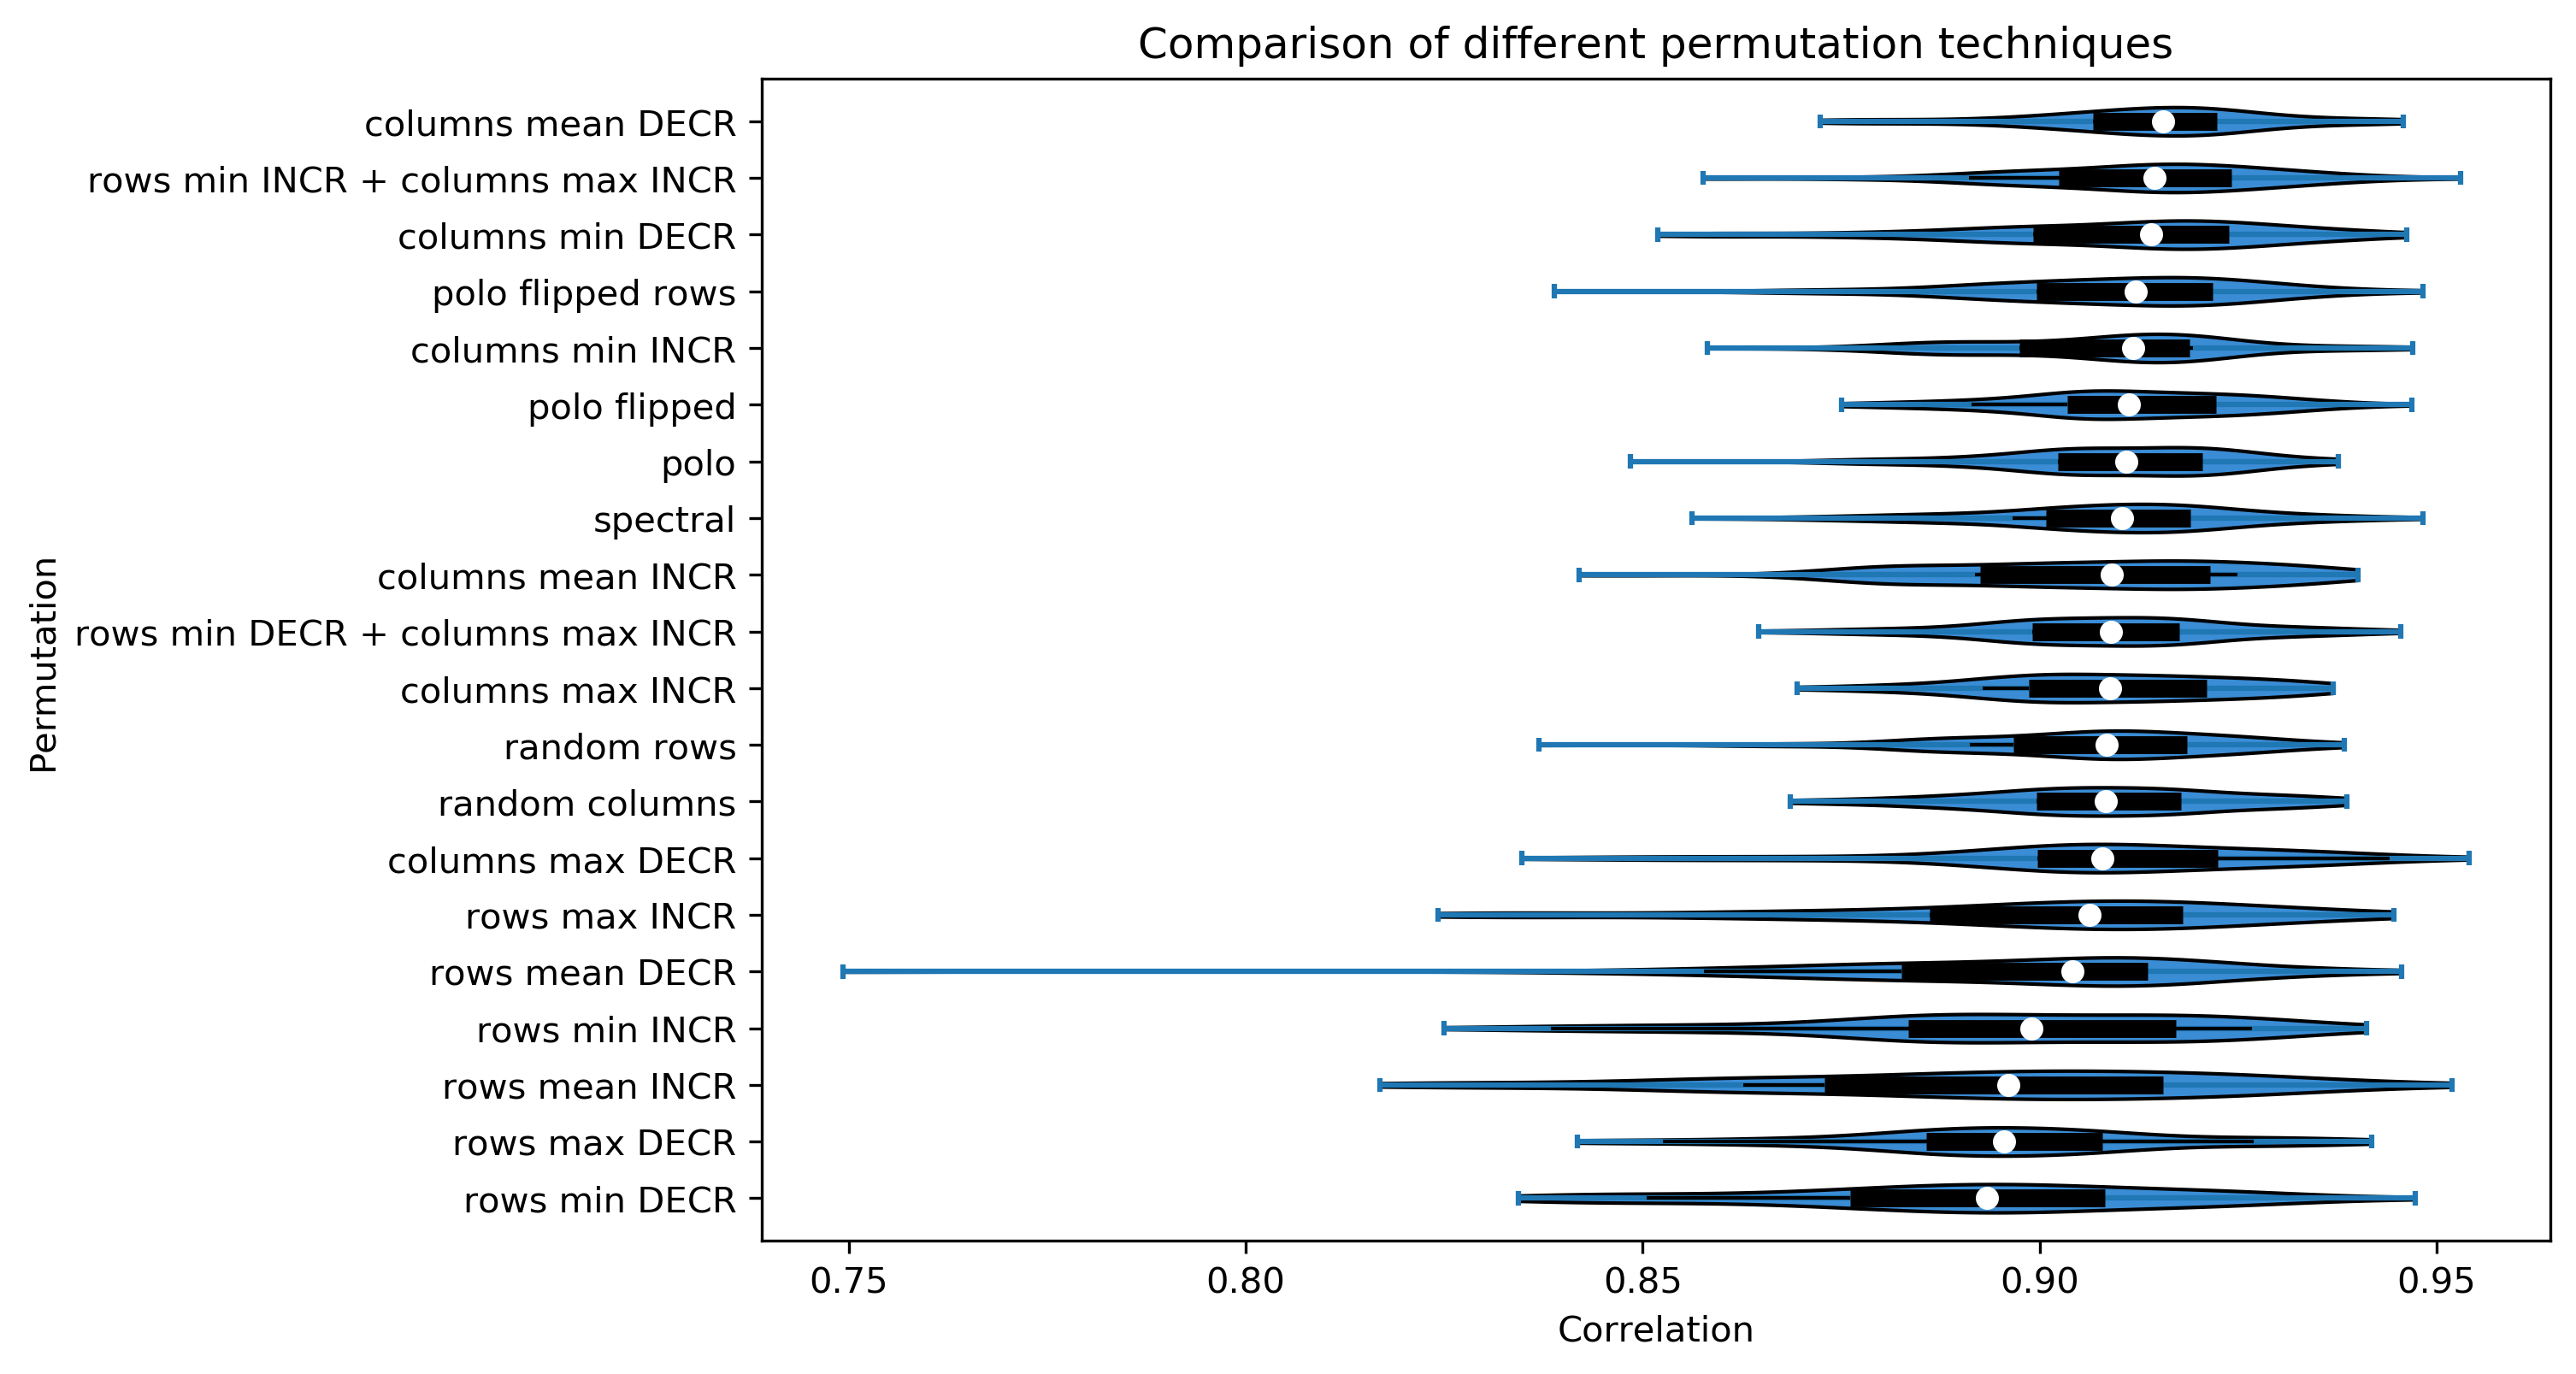 Comparison of different permutation techniques
Permutation
columns mean DECR
rows min INCR + columns max INCR
columns min DECR
polo flipped rows
columns min INCR
polo flipped
polo
spectral
columns mean INCR
rows min DECR + columns max INCR
columns max INCR
random rows
random columns
columns max DECR
rows max INCR
rows mean DECR
rows min INCR
rows mean INCR
rows max DECR
rows min DECR
0.75 0.80 0.85 0.90 0.95
Correlation